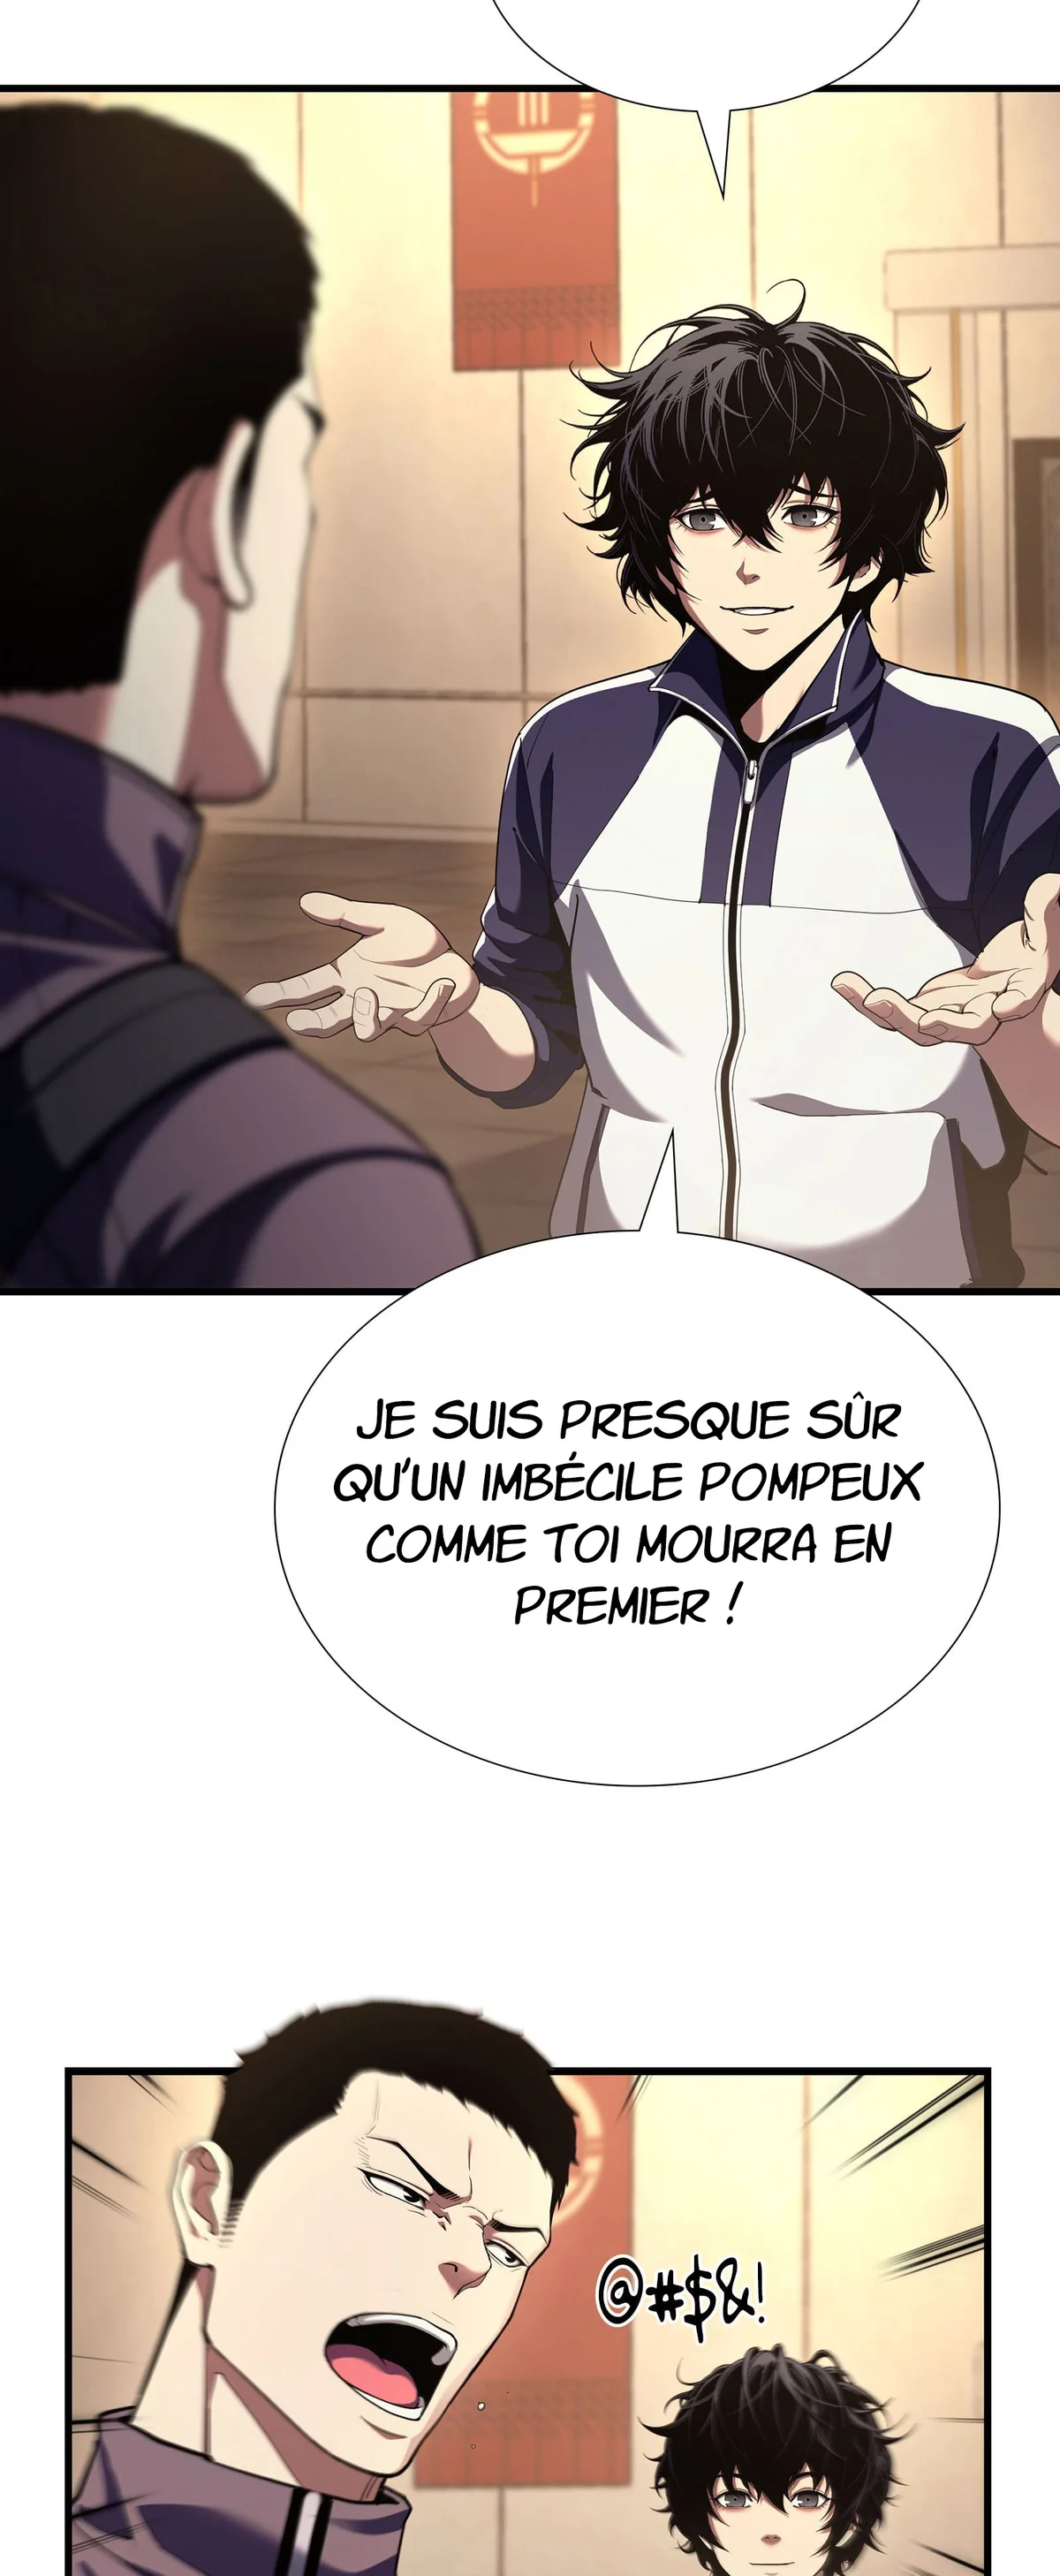 JE SUIS PRESQUE SÛR
QU'UN IMBÉCILE POMPEUX
COMME TOI MOURRA EN
PREMIER !
@#$&!